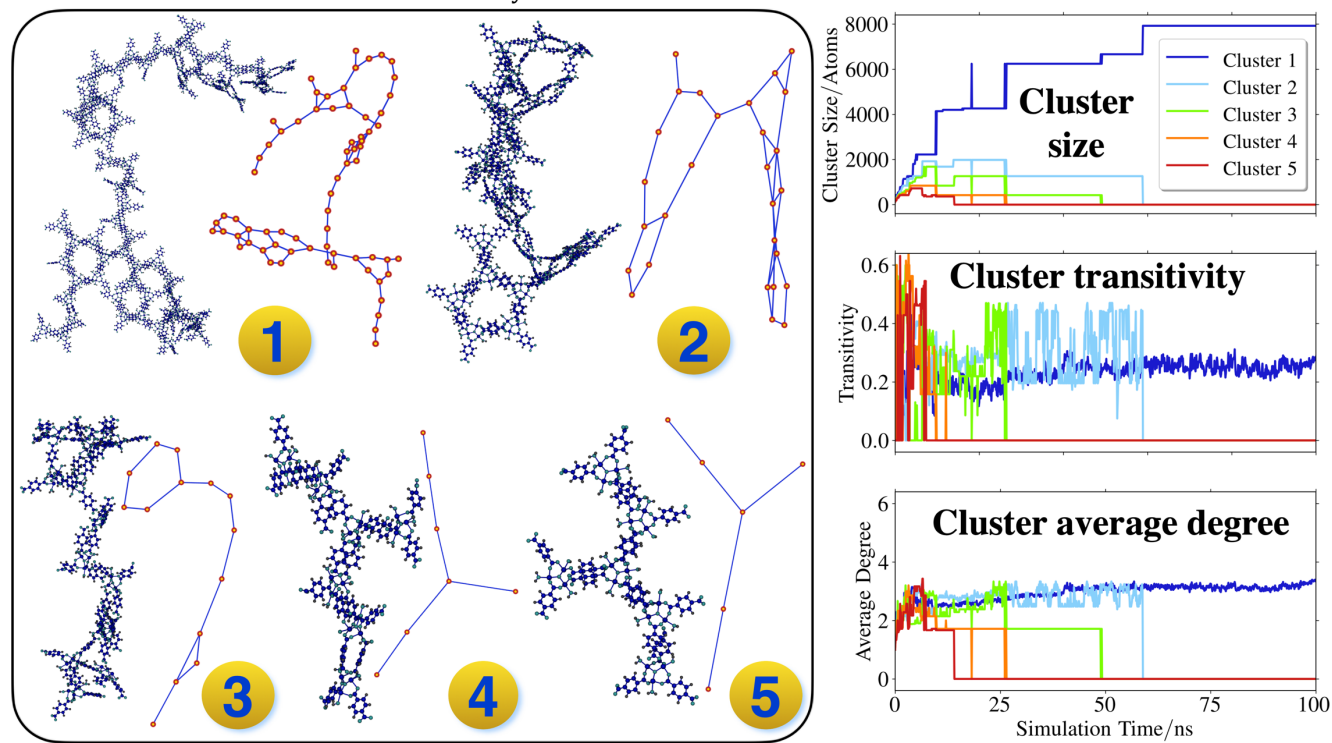 1
2
3
4
5
Cluster Size/Atoms
8000
6000
4000
2000
0
Cluster
size
Cluster 1
Cluster 2
Cluster 3
Cluster 4
Cluster 5
Transitivity
0.6
0.4
0.2
0.0
Cluster transitivity
Average Degree
6
4
2
0
Cluster average degree
0
25
50
75
100
Simulation Time/ns